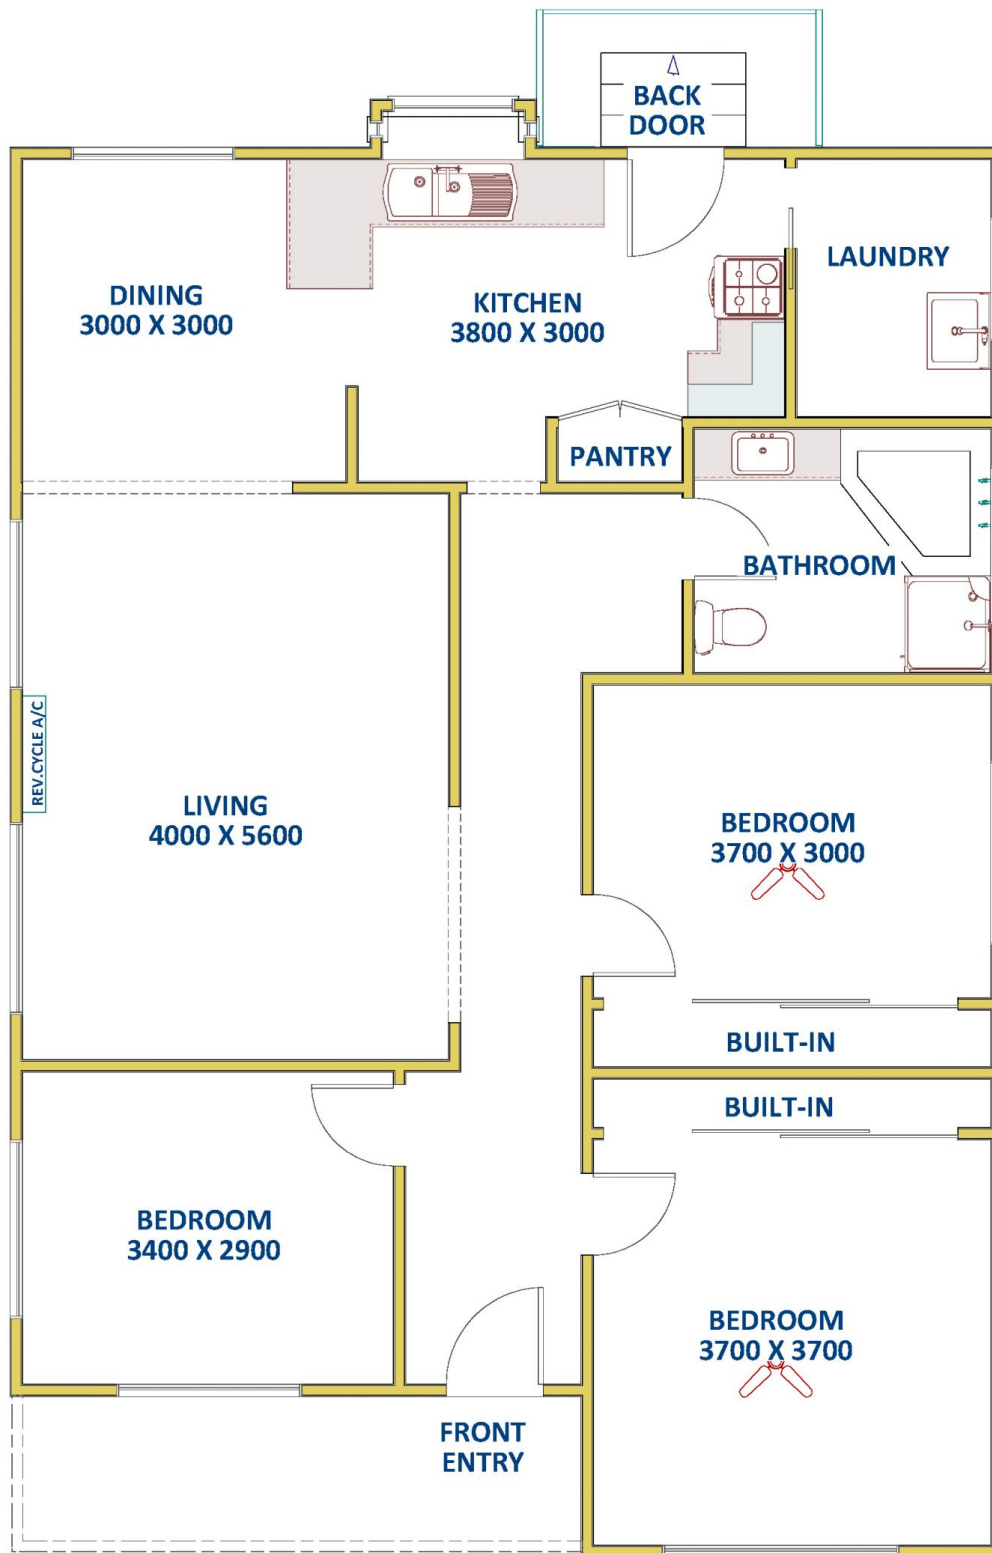 BACK
DOOR
LAUNDRY
DINING
3000 X 3000
KITCHEN
3800 X 3000
PANTRY
BATHROOM
REV.CYCLE A/C
LIVING
4000 X 5600
BEDROOM
3700 X 3000
BUILT-IN
BUILT-IN
BEDROOM
3400 X 2900
BEDROOM
3700 X 3700
FRONT
ENTRY